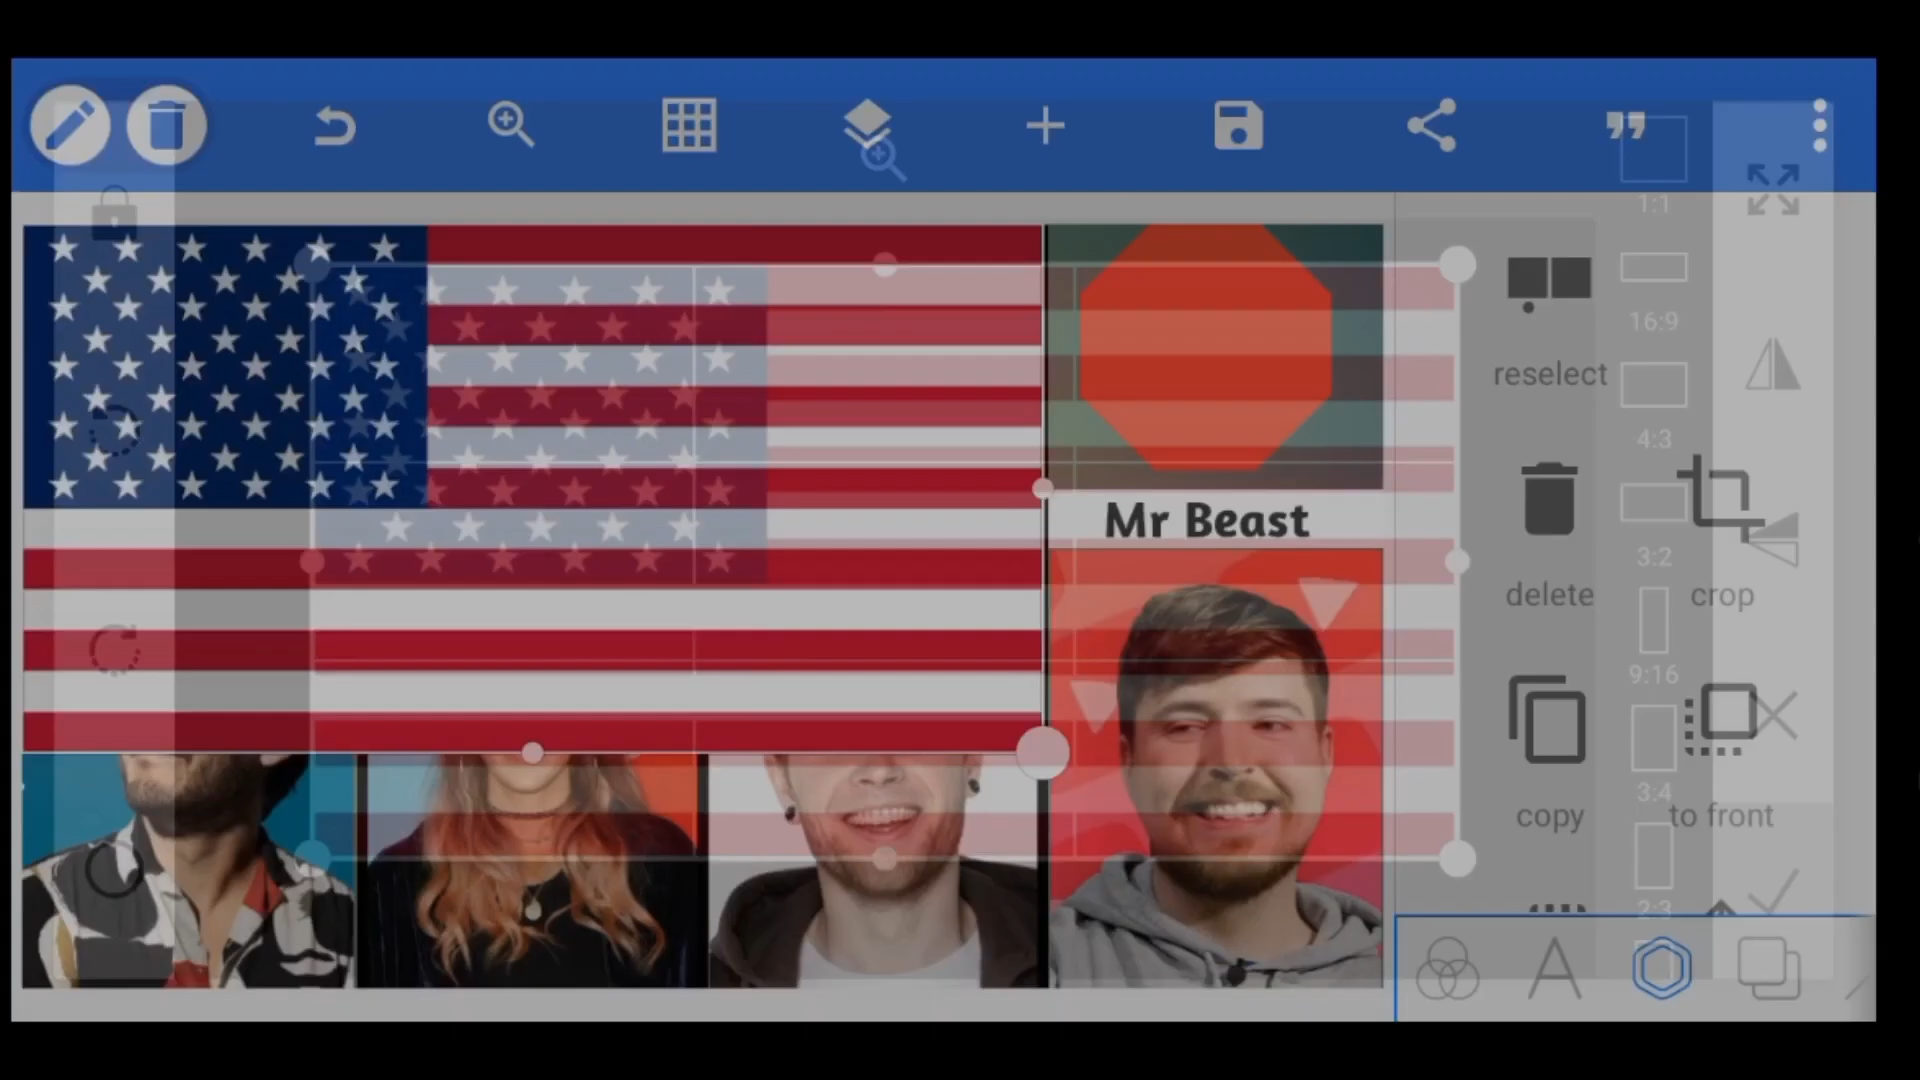 1:1
16:9
reselect
4:3
Mr Beast
3:2
delete
crop
9:16
3:4
copy
to front
2:3